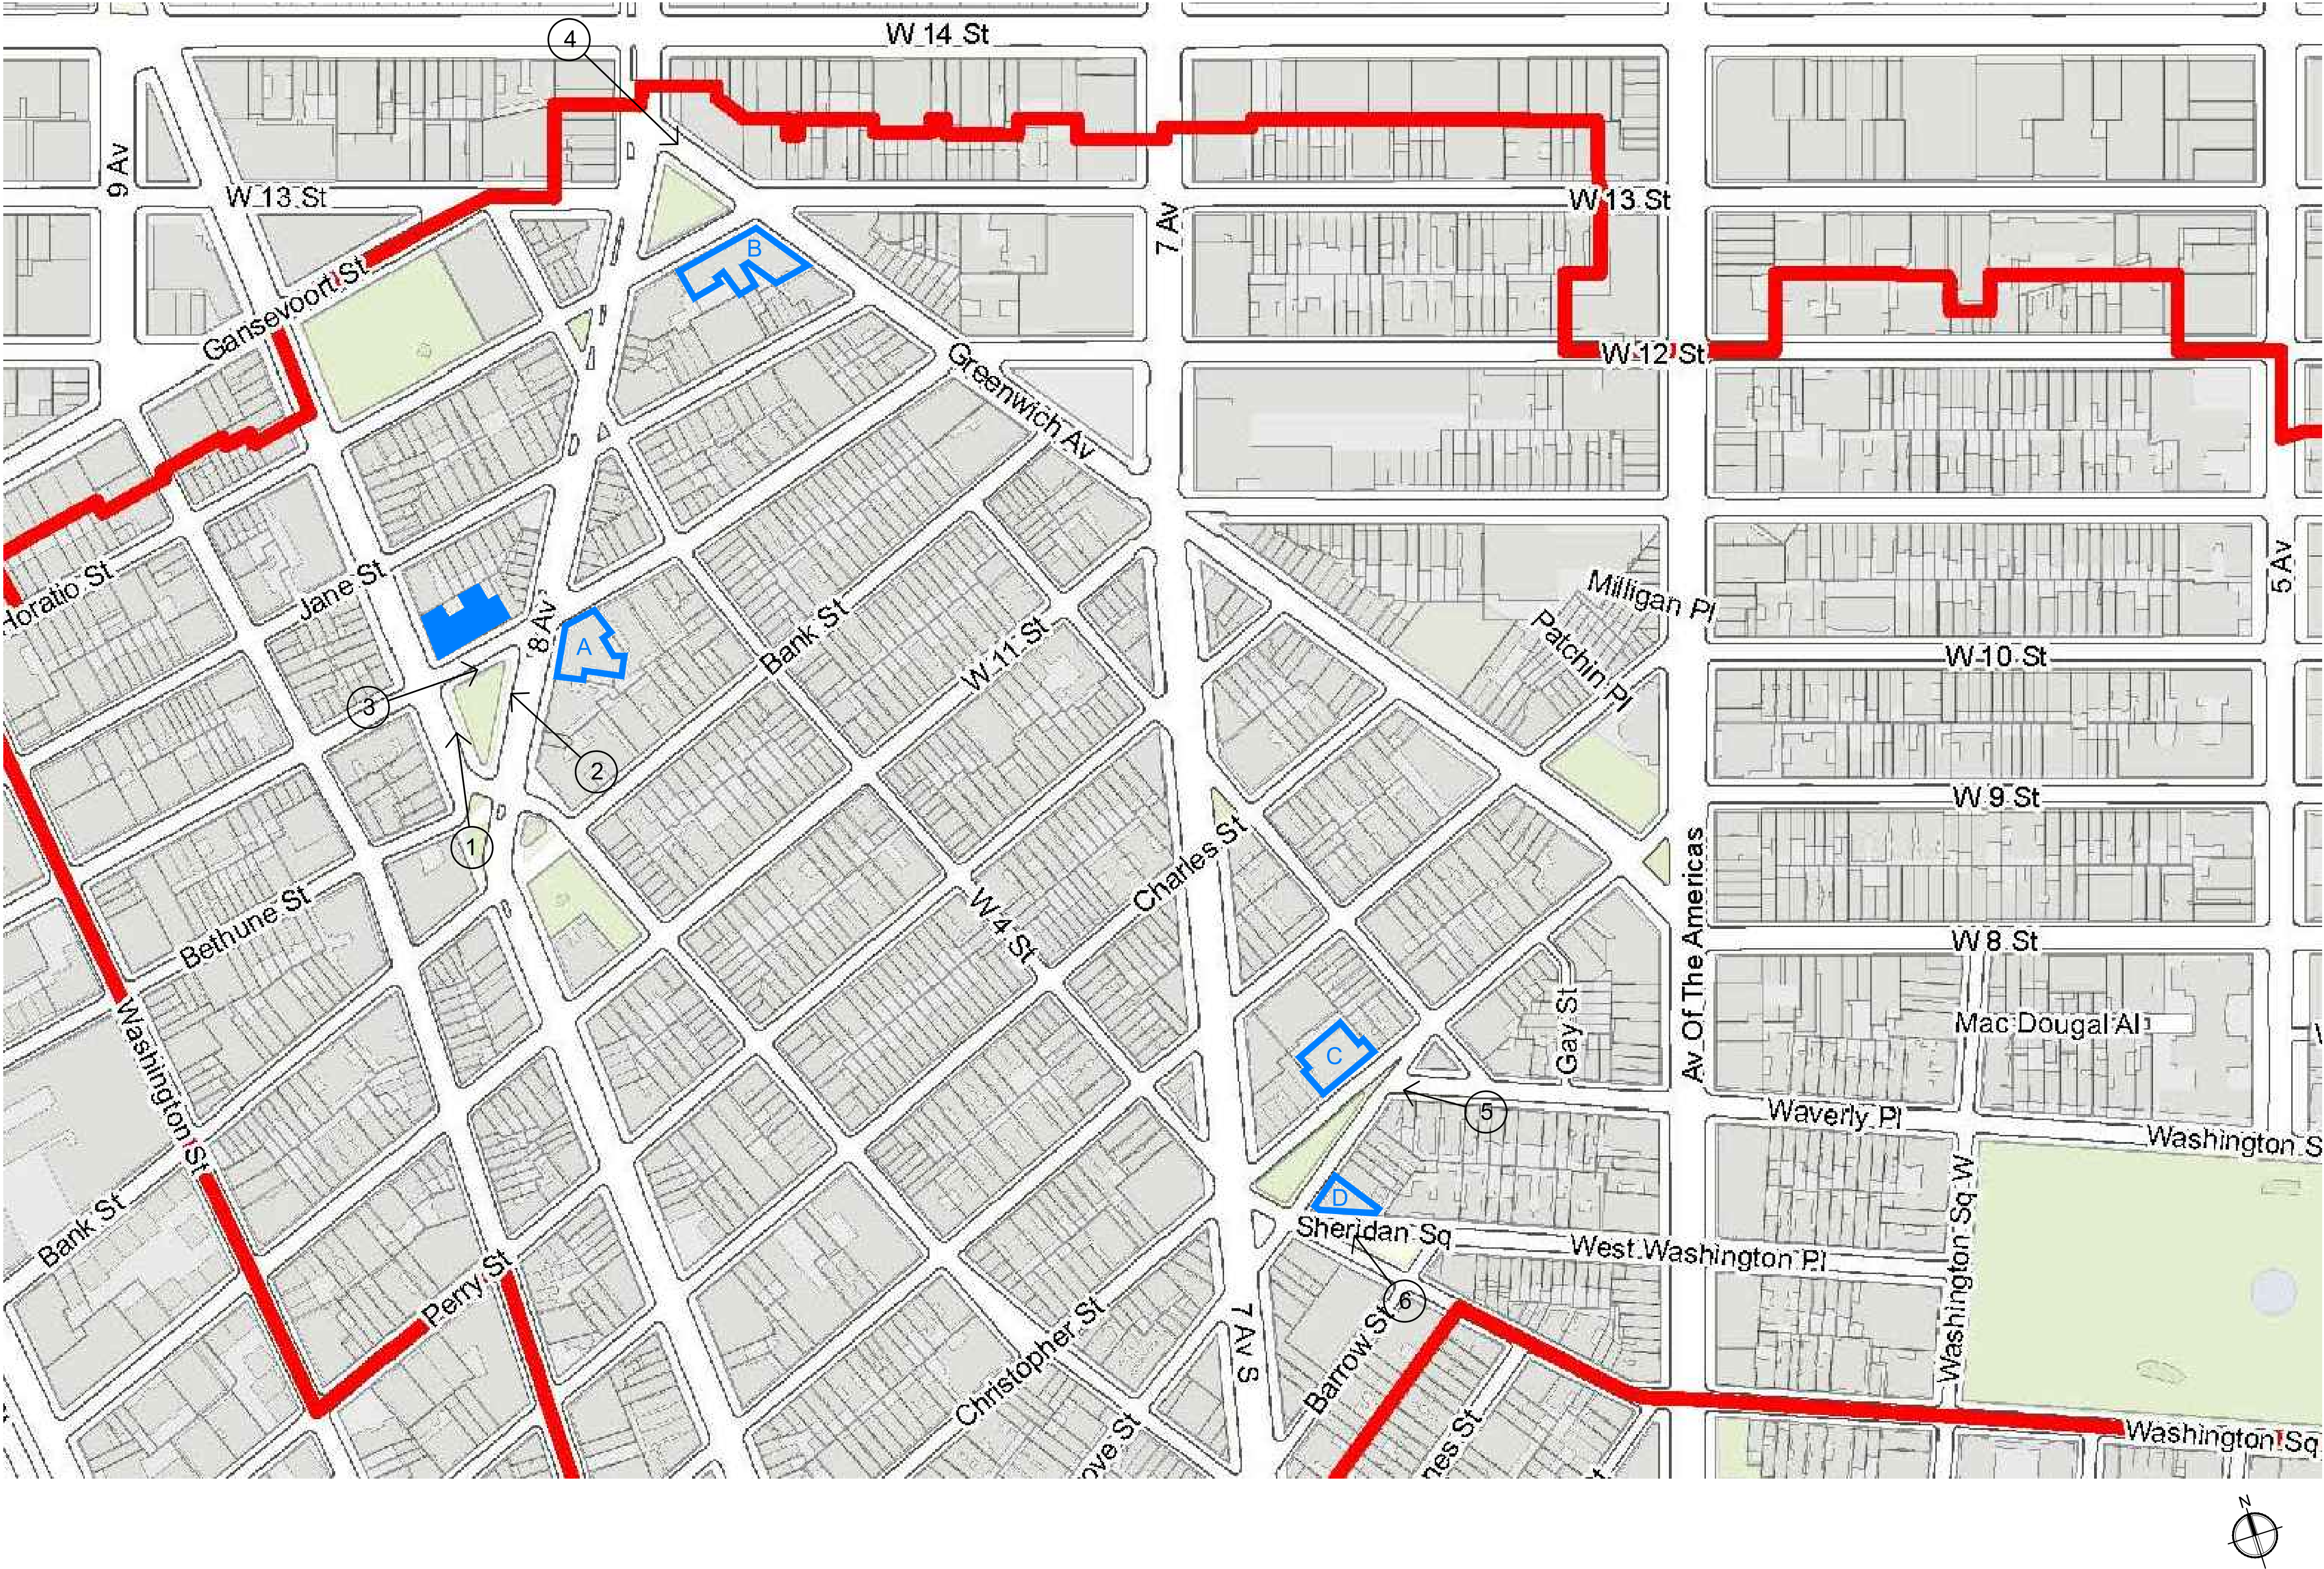 4
W 14 St
9 Av
W 13 St
W 13 St
7 Av
B
Gansevoort St
Greenwich Av
W 12 St
5 Av
Horatio St
Jane St
Milligan Pl
8 Av
A
Bank St
W 11 St
Patchin Pl
W 10 St
3
2
W 9 St
1
Charles St
Av Of The Americas
Bethune St
W 4 St
W 8 St
Gay St
Mac Dougal Al
C
Washington St
5
Waverly Pl
Washington S
Bank St
D
Sheridan Sq
West Washington Pl
Washington Sq W
Perry St
6
7 Av S
Barrow St
Christopher St
ove St
nes St
Washington Sq
N